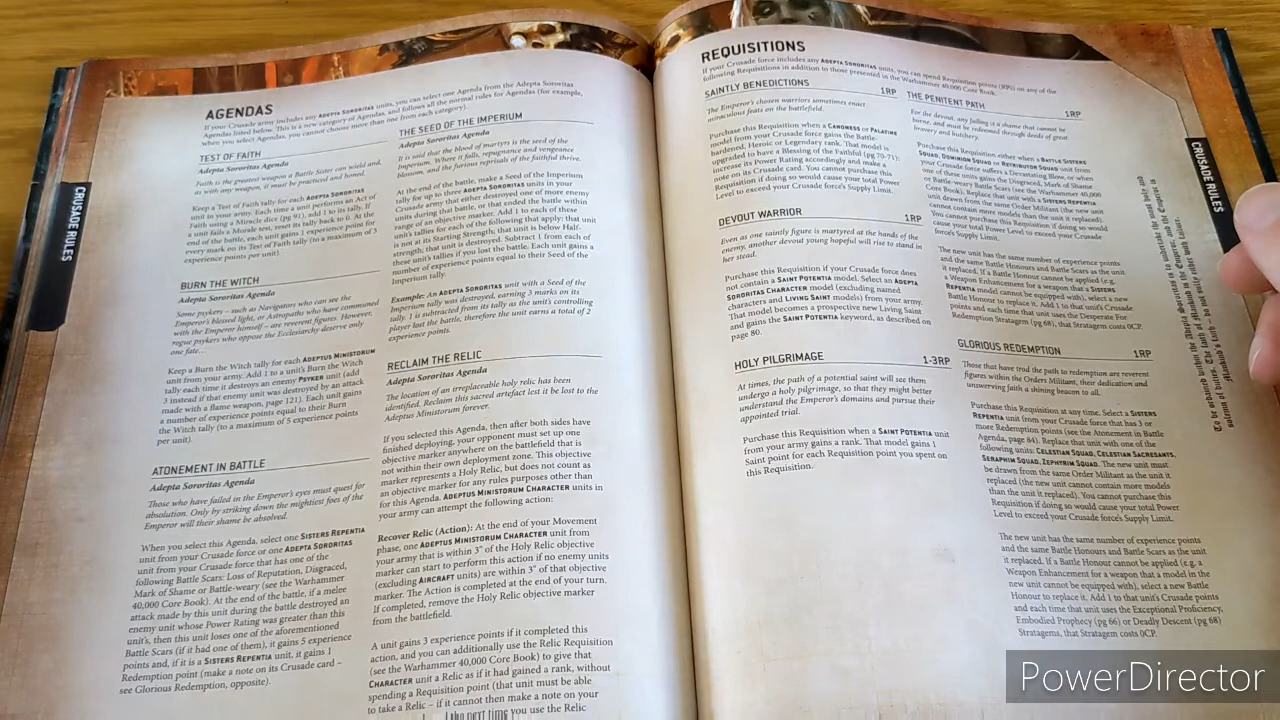 AGENDAS
If your Crusade army includes any ADEPTA SORORITAS units, you can select one Agenda from the Adepta Sororitas
Agendas listed below. This is a new category of Agendas, and follows all the normal rules for Agendas (for example,
when you select Agendas, you cannot choose more than one from each category).
TEST OF FAITH
Adepta Sororitas Agenda
Faith is the greatest weapon a Battle Sister can wield and,
as with any weapon, it must be practised and honed.
Keep a Test of Faith tally for each ADEPTA SORORITAS
unit in your army. Each time a unit performs an Act of
Faith using a Miracle dice (pg 91), add 1 to its tally. If
a unit fails a Morale test, reset its tally back to 0. At the
end of the battle, each unit gains 1 experience point for
every mark on its Test of Faith tally (to a maximum of 3
experience points per unit).
BURN THE WITCH
Adepta Sororitas Agenda
Some psykers – such as Navigators who can see the
Emperor's blessed light, or Astropaths who have communed
with the Emperor himself – are reverent figures. However,
rogue psykers who oppose the Ecclesiarchy deserve only
one fate...
Keep a Burn the Witch tally for each ADEPTUS MINISTORUM
unit from your army. Add 1 to a unit's Burn the Witch
tally each time it destroys an enemy PSYKER unit (add
3 instead if that enemy unit was destroyed by an attack
made with a flame weapon, page 121). Each unit gains
a number of experience points equal to their Burn
the Witch tally (to a maximum of 5 experience points
per unit).
ATONEMENT IN BATTLE
Adepta Sororitas Agenda
Those who have failed in the Emperor's eyes must quest for
absolution. Only by striking down the mightiest foes of the
Emperor will their shame be absolved.
When you select this Agenda, select one SISTERS REPENTIA
unit from your Crusade force or one ADEPTA SORORITAS
unit from your Crusade force that has one of the
following Battle Scars: Loss of Reputation, Disgraced,
Mark of Shame or Battle-weary (see the Warhammer
40,000 Core Book). At the end of the battle, if a melee
attack made by this unit during the battle destroyed an
enemy unit whose Power Rating was greater than this
unit's, then this unit loses one of the aforementioned
Battle Scars (if it had one of them), it gains 5 experience
points and, if it is a SISTERS REPENTIA unit, it gains 1
Redemption point (make a note on its Crusade card –
see Glorious Redemption, opposite).
THE SEED OF THE IMPERIUM
Adepta Sororitas Agenda
It is said that the blood of martyrs is the seed of the
Imperium. Where it falls, repugnance and vengeance
blossom, and the furious reprisals of the faithful thrive.
At the end of the battle, make a Seed of the Imperium
tally for up to three ADEPTA SORORITAS units in your
Crusade army that either destroyed one of more enemy
units during that battle, or that ended the battle within
range of an objective marker. Add 1 to each of these
units' tallies for each of the following that apply: that unit
is not at its Starting Strength; that unit is below Half-
strength; that unit is destroyed. Subtract 1 from each of
these unit's tallies if you lost the battle. Each unit gains a
number of experience points equal to their Seed of the
Imperium tally.
Example: An ADEPTA SORORITAS unit with a Seed of the
Imperium tally was destroyed, earning 3 marks on its
tally. 1 is subtracted from its tally as the unit's controlling
player lost the battle, therefore the unit earns a total of 2
experience points.
RECLAIM THE RELIC
Adepta Sororitas Agenda
The location of an irreplaceable holy relic has been
identified. Reclaim this sacred artefact lest it be lost to the
Adeptus Ministorum forever.
If you selected this Agenda, then after both sides have
finished deploying, your opponent must set up one
objective marker anywhere on the battlefield that is
not within their own deployment zone. This objective
marker represents a Holy Relic, but does not count as
an objective marker for any rules purposes other than
for this Agenda. ADEPTUS MINISTORUM CHARACTER units in
your army can attempt the following action:
Recover Relic (Action): At the end of your Movement
phase, one ADEPTUS MINISTORUM CHARACTER unit from
your army that is within 3" of the Holy Relic objective
marker can start to perform this action if no enemy units
(excluding AIRCRAFT units) are within 3" of that objective
marker. The Action is completed at the end of your turn.
If completed, remove the Holy Relic objective marker
from the battlefield.
A unit gains 3 experience points if it completed this
action, and you can additionally use the Relic Requisition
(see the Warhammer 40,000 Core Book) to give that
CHARACTER unit a Relic as if it had gained a rank, without
spending a Requisition point (that unit must be able
to take a Relic – if it cannot then make a note on your
next time you use the Relic
CRUSADE RULES
REQUISITIONS
If your Crusade force includes any ADEPTA SORORITAS units, you can spend Requisition points (RPs) on any of the
following Requisitions in addition to those presented in the Warhammer 40,000 Core Book.
SAINTLY BENEDICTIONS 1RP
The Emperor's chosen warriors sometimes enact
miraculous feats on the battlefield.
Purchase this Requisition when a CANONESS or PALATINE
model from your Crusade force gains the Battle-
hardened, Heroic or Legendary rank. That model is
upgraded to have a Blessing of the Faithful (pg 70-71);
increase its Power Rating accordingly and make a
note on its Crusade card. You cannot purchase this
Requisition if doing so would cause your total Power
Level to exceed your Crusade force's Supply Limit.
DEVOUT WARRIOR 1RP
Even as one saintly figure is martyred at the hands of the
enemy, another devout young hopeful will rise to stand in
her stead.
Purchase this Requisition if your Crusade force does
not contain a SAINT POTENTIA model. Select an ADEPTA
SORORITAS CHARACTER model (excluding named
characters and LIVING SAINT models) from your army.
That model becomes a prospective new Living Saint
and gains the SAINT POTENTIA keyword, as described on
page 80.
HOLY PILGRIMAGE 1-3RP
At times, the path of a potential saint will see them
undergo a holy pilgrimage, so that they might better
understand the Emperor's domains and pursue their
appointed trial.
Purchase this Requisition when a SAINT POTENTIA unit
from your army gains a rank. That model gains 1
Saint point for each Requisition point you spent on
this Requisition.
THE PENITENT PATH 1RP
For the devout, any failing is a shame that cannot be
borne, and must be redeemed through deeds of great
bravery and butchery.
Purchase this Requisition either when a BATTLE SISTERS
SQUAD, DOMINION SQUAD or RETRIBUTOR SQUAD unit from
your Crusade force suffers a Devastating Blow, or when
one of these units gains the Disgraced, Mark of Shame
or Battle-weary Battle Scars (see the Warhammer 40,000
Core Book). Replace that unit with a SISTERS REPENTIA
unit drawn from the same Order Militant (the new unit
cannot contain more models than the unit it replaced).
You cannot purchase this Requisition if doing so would
cause your total Power Level to exceed your Crusade
force's Supply Limit.
The new unit has the same number of experience points
and the same Battle Honours and Battle Scars as the unit
it replaced. If a Battle Honour cannot be applied (e.g.
a Weapon Enhancement for a weapon that a SISTERS
REPENTIA model cannot be equipped with), select a new
Battle Honour to replace it. Add 1 to that unit's Crusade
points and each time that unit uses the Desperate For
Redemption Stratagem (pg 68), that Stratagem costs 0CP.
GLORIOUS REDEMPTION 1RP
Those that have trod the path to redemption are reverent
figures within the Orders Militant, their dedication and
unswerving faith a shining beacon to all.
Purchase this Requisition at any time. Select a SISTERS
REPENTIA unit from your Crusade force that has 3 or
more Redemption points (see the Atonement in Battle
Agenda, page 84). Replace that unit with one of the
following units: CELESTIAN SQUAD, CELESTIAN SACRESANTS,
SERAPHIM SQUAD, ZEPHYRIM SQUAD. The new unit must
be drawn from the same Order Militant as the unit it
replaced (the new unit cannot contain more models
than the unit it replaced). You cannot purchase this
Requisition if doing so would cause your total Power
Level to exceed your Crusade force's Supply Limit.
The new unit has the same number of experience points
and the same Battle Honours and Battle Scars as the unit
it replaced. If a Battle Honour cannot be applied (e.g. a
Weapon Enhancement for a weapon that a model in the
new unit cannot be equipped with), select a new Battle
Honour to replace it. Add 1 to that unit's Crusade points
and each time that unit uses the Exceptional Proficiency,
Embodied Prophecy (pg 66) or Deadly Descent (pg 68)
Stratagems, that Stratagem costs 0CP.
To be ordained within the Adepta Sororitas is to undertake the most holy and
solemn of duties. The faith of Mankind in the Emperor, and the Emperor's in
Mankind's faith – do not sully either with failure.
CRUSADE RULES
PowerDirector